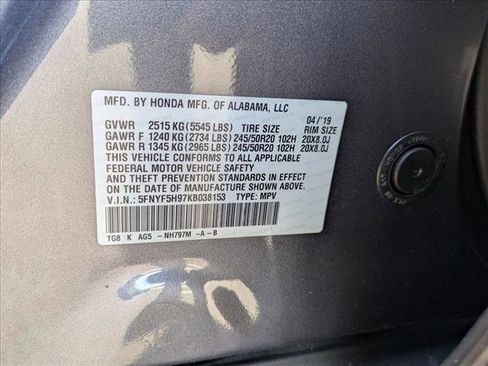 MFD. BY HONDA MFG. OF ALABAMA, LLC 04/'19
GVWR 2515 KG (5545 LBS) TIRE SIZE RIM SIZE
GAWR F 1240 KG (2734 LBS) 245/50R20 102H 20X8.0J
GAWR R 1345 KG (2965 LBS) 245/50R20 102H 20X8.0J
THIS VEHICLE CONFORMS TO ALL APPLICABLE
FEDERAL MOTOR VEHICLE SAFETY AND
THEFT PREVENTION STANDARDS IN EFFECT
ON THE DATE OF MANUFACTURE SHOWN ABOVE.
V.I.N.: 5FNYF5H97KB038153 TYPE: MPV
TG8 K AG5 -NH797M -A-B